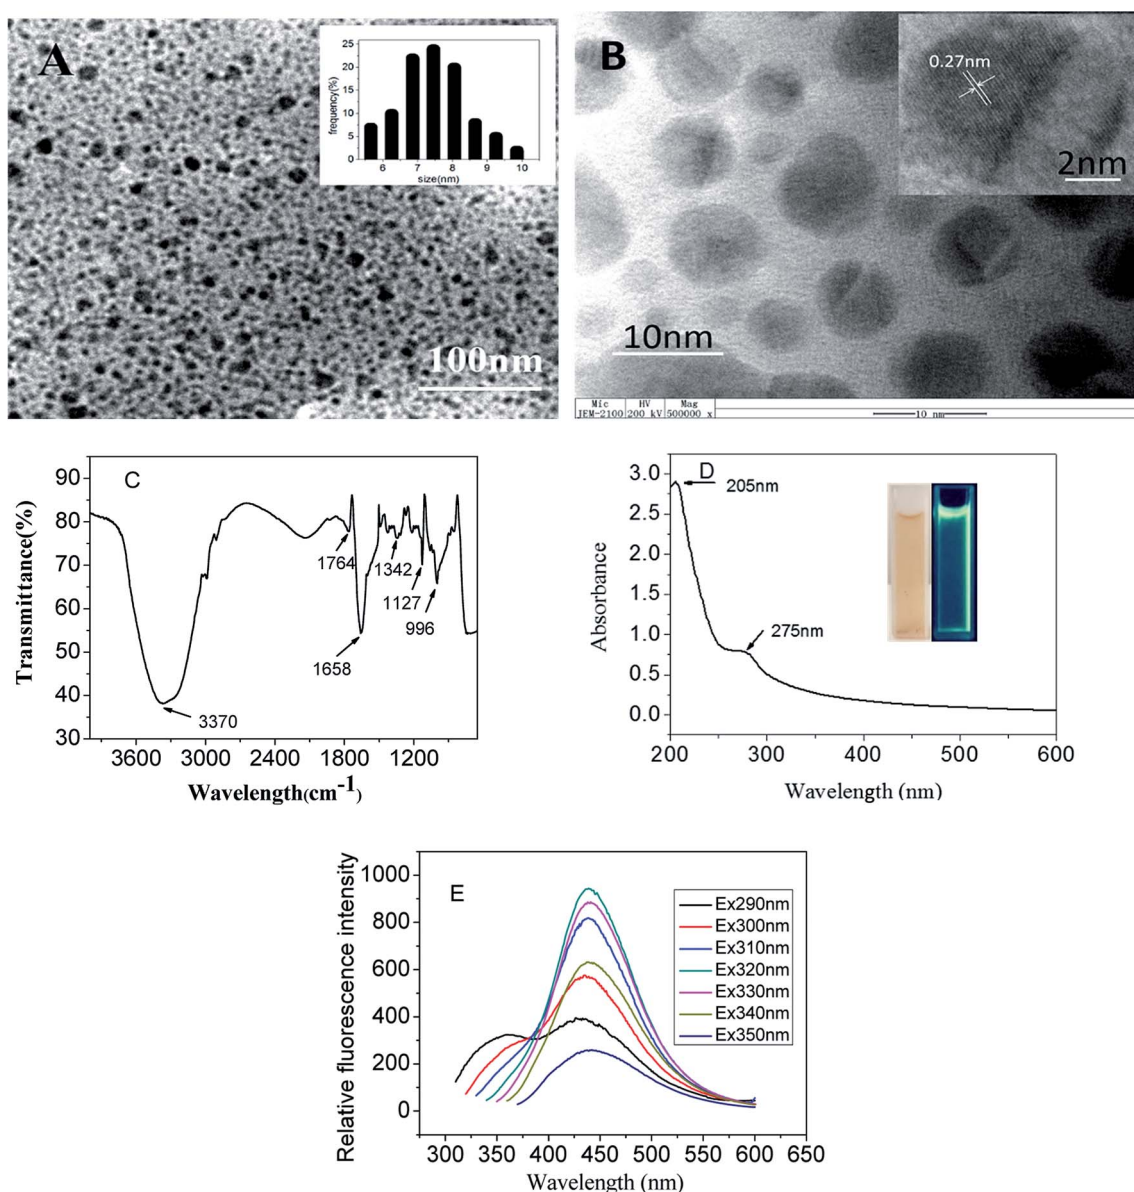 A
25
20
15
10
5
0
frequency(%)
6 7 8 9 10
size(nm)
100nm
B
0.27nm
2nm
10nm
Mic HV Mag
JEM-2100 200 kV 500000 x
10 nm
C
90
80
70
60
50
40
30
Transmittance(%)
1764
1342
1127
996
1658
3370
3600 3000 2400 1800 1200
Wavelength(cm-1)
D
3.0
2.5
2.0
1.5
1.0
0.5
0.0
Absorbance
205nm
275nm
200 300 400 500 600
Wavelength (nm)
E
1000
800
600
400
200
0
Relative fluorescence intensity
Ex290nm
Ex300nm
Ex310nm
Ex320nm
Ex330nm
Ex340nm
Ex350nm
300 350 400 450 500 550 600 650
Wavelength (nm)